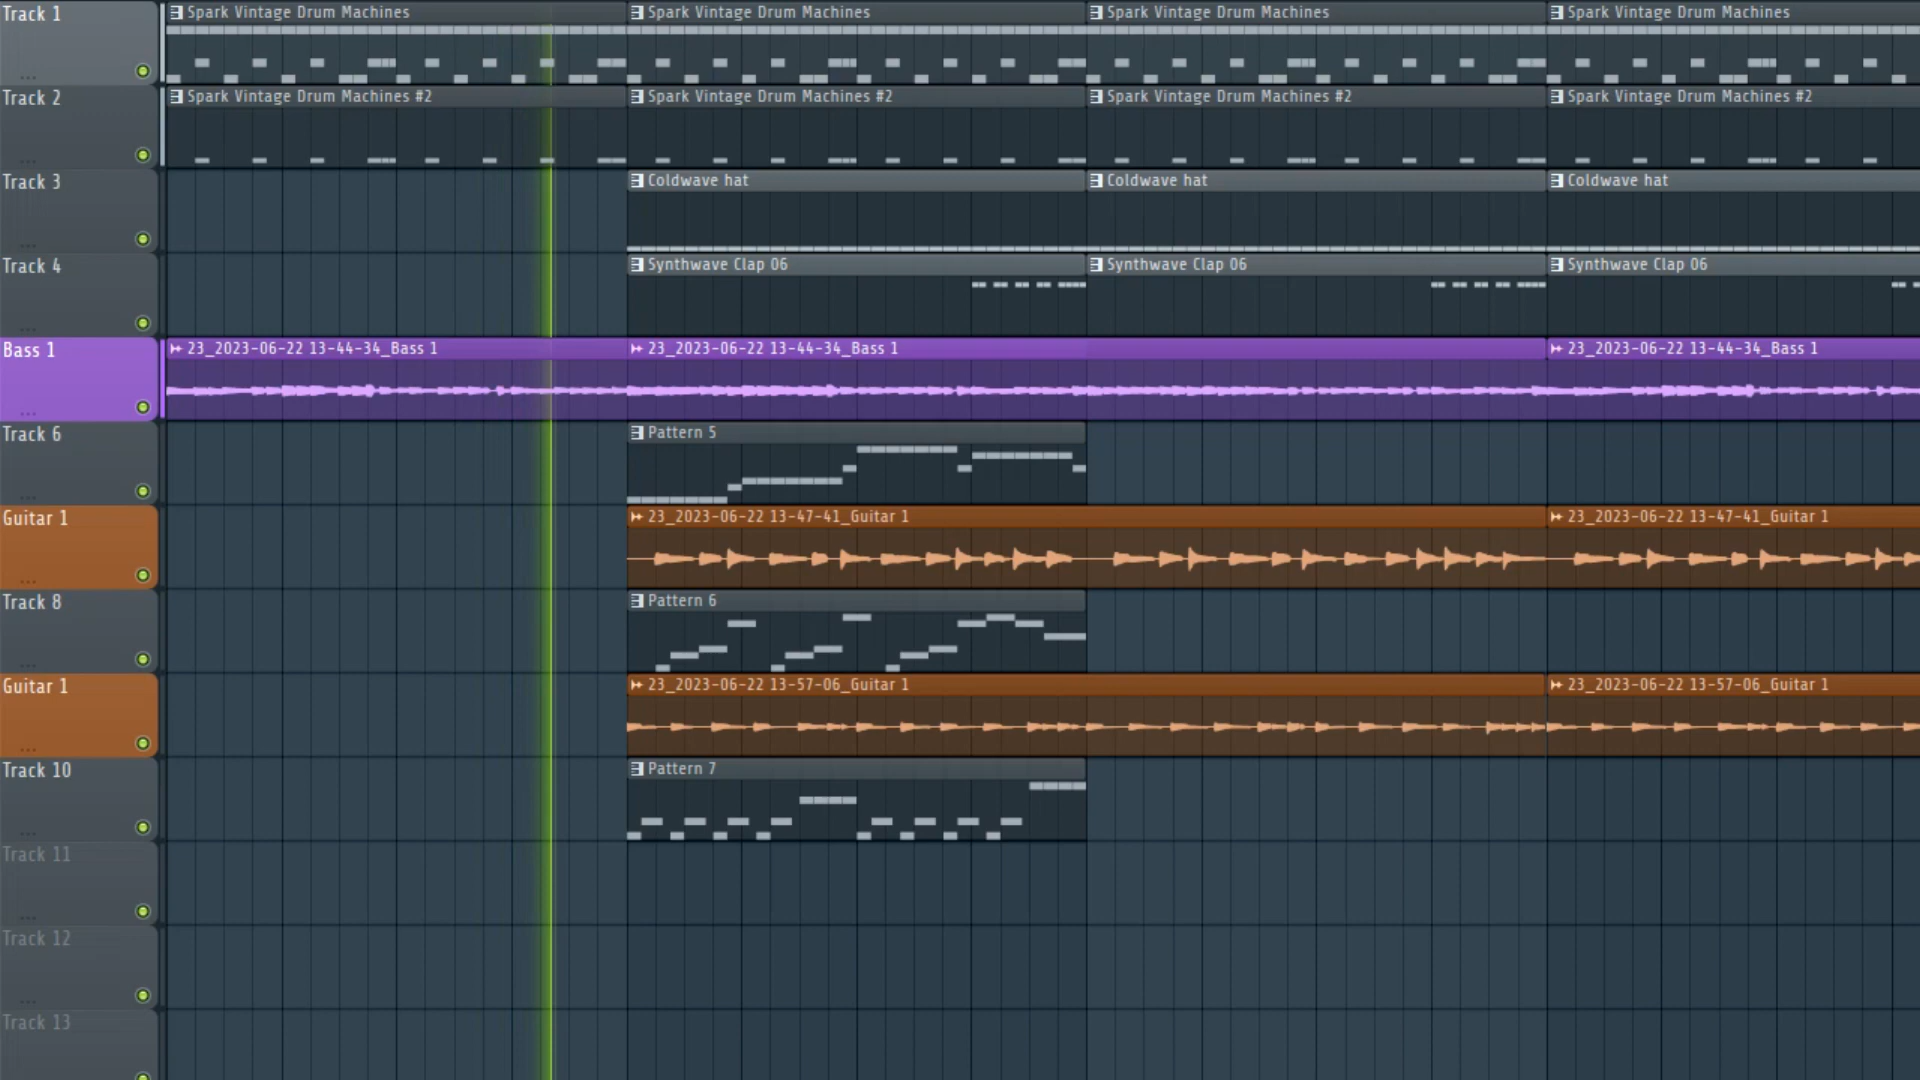 Track 1
Spark Vintage Drum Machines
Spark Vintage Drum Machines
Spark Vintage Drum Machines
Spark Vintage Drum Machines
Track 2
Spark Vintage Drum Machines #2
Spark Vintage Drum Machines #2
Spark Vintage Drum Machines #2
Spark Vintage Drum Machines #2
Track 3
Coldwave hat
Coldwave hat
Coldwave hat
Track 4
Synthwave Clap 06
Synthwave Clap 06
Synthwave Clap 06
Bass 1
23_2023-06-22 13-44-34_Bass 1
23_2023-06-22 13-44-34_Bass 1
23_2023-06-22 13-44-34_Bass 1
Track 6
Pattern 5
Guitar 1
23_2023-06-22 13-47-41_Guitar 1
23_2023-06-22 13-47-41_Guitar 1
Track 8
Pattern 6
Guitar 1
23_2023-06-22 13-57-06_Guitar 1
23_2023-06-22 13-57-06_Guitar 1
Track 10
Pattern 7
Track 11
Track 12
Track 13